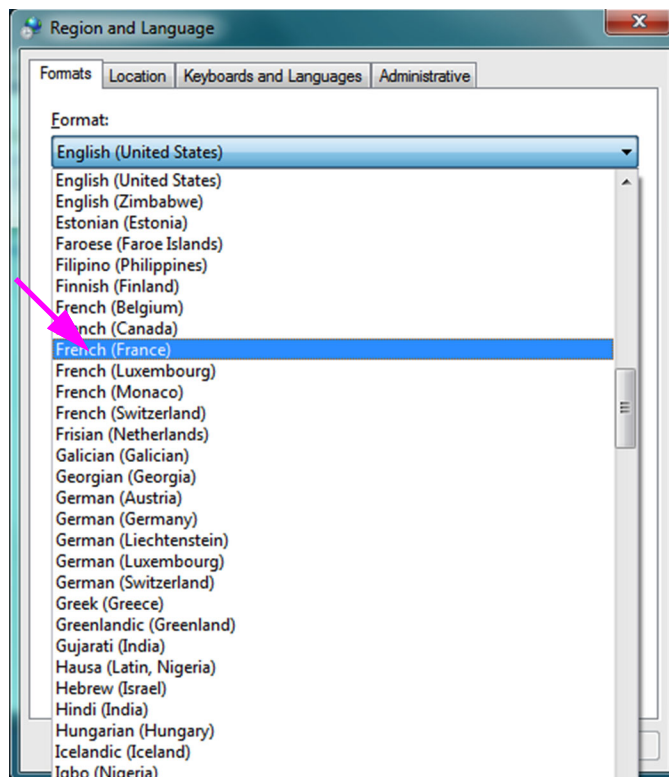 Region and Language
Formats Location Keyboards and Languages Administrative
Format:
English (United States)
English (United States)
English (Zimbabwe)
Estonian (Estonia)
Faroese (Faroe Islands)
Filipino (Philippines)
Finnish (Finland)
French (Belgium)
French (Canada)
French (France)
French (Luxembourg)
French (Monaco)
French (Switzerland)
Frisian (Netherlands)
Galician (Galician)
Georgian (Georgia)
German (Austria)
German (Germany)
German (Liechtenstein)
German (Luxembourg)
German (Switzerland)
Greek (Greece)
Greenlandic (Greenland)
Gujarati (India)
Hausa (Latin, Nigeria)
Hebrew (Israel)
Hindi (India)
Hungarian (Hungary)
Icelandic (Iceland)
Igbo (Nigeria)